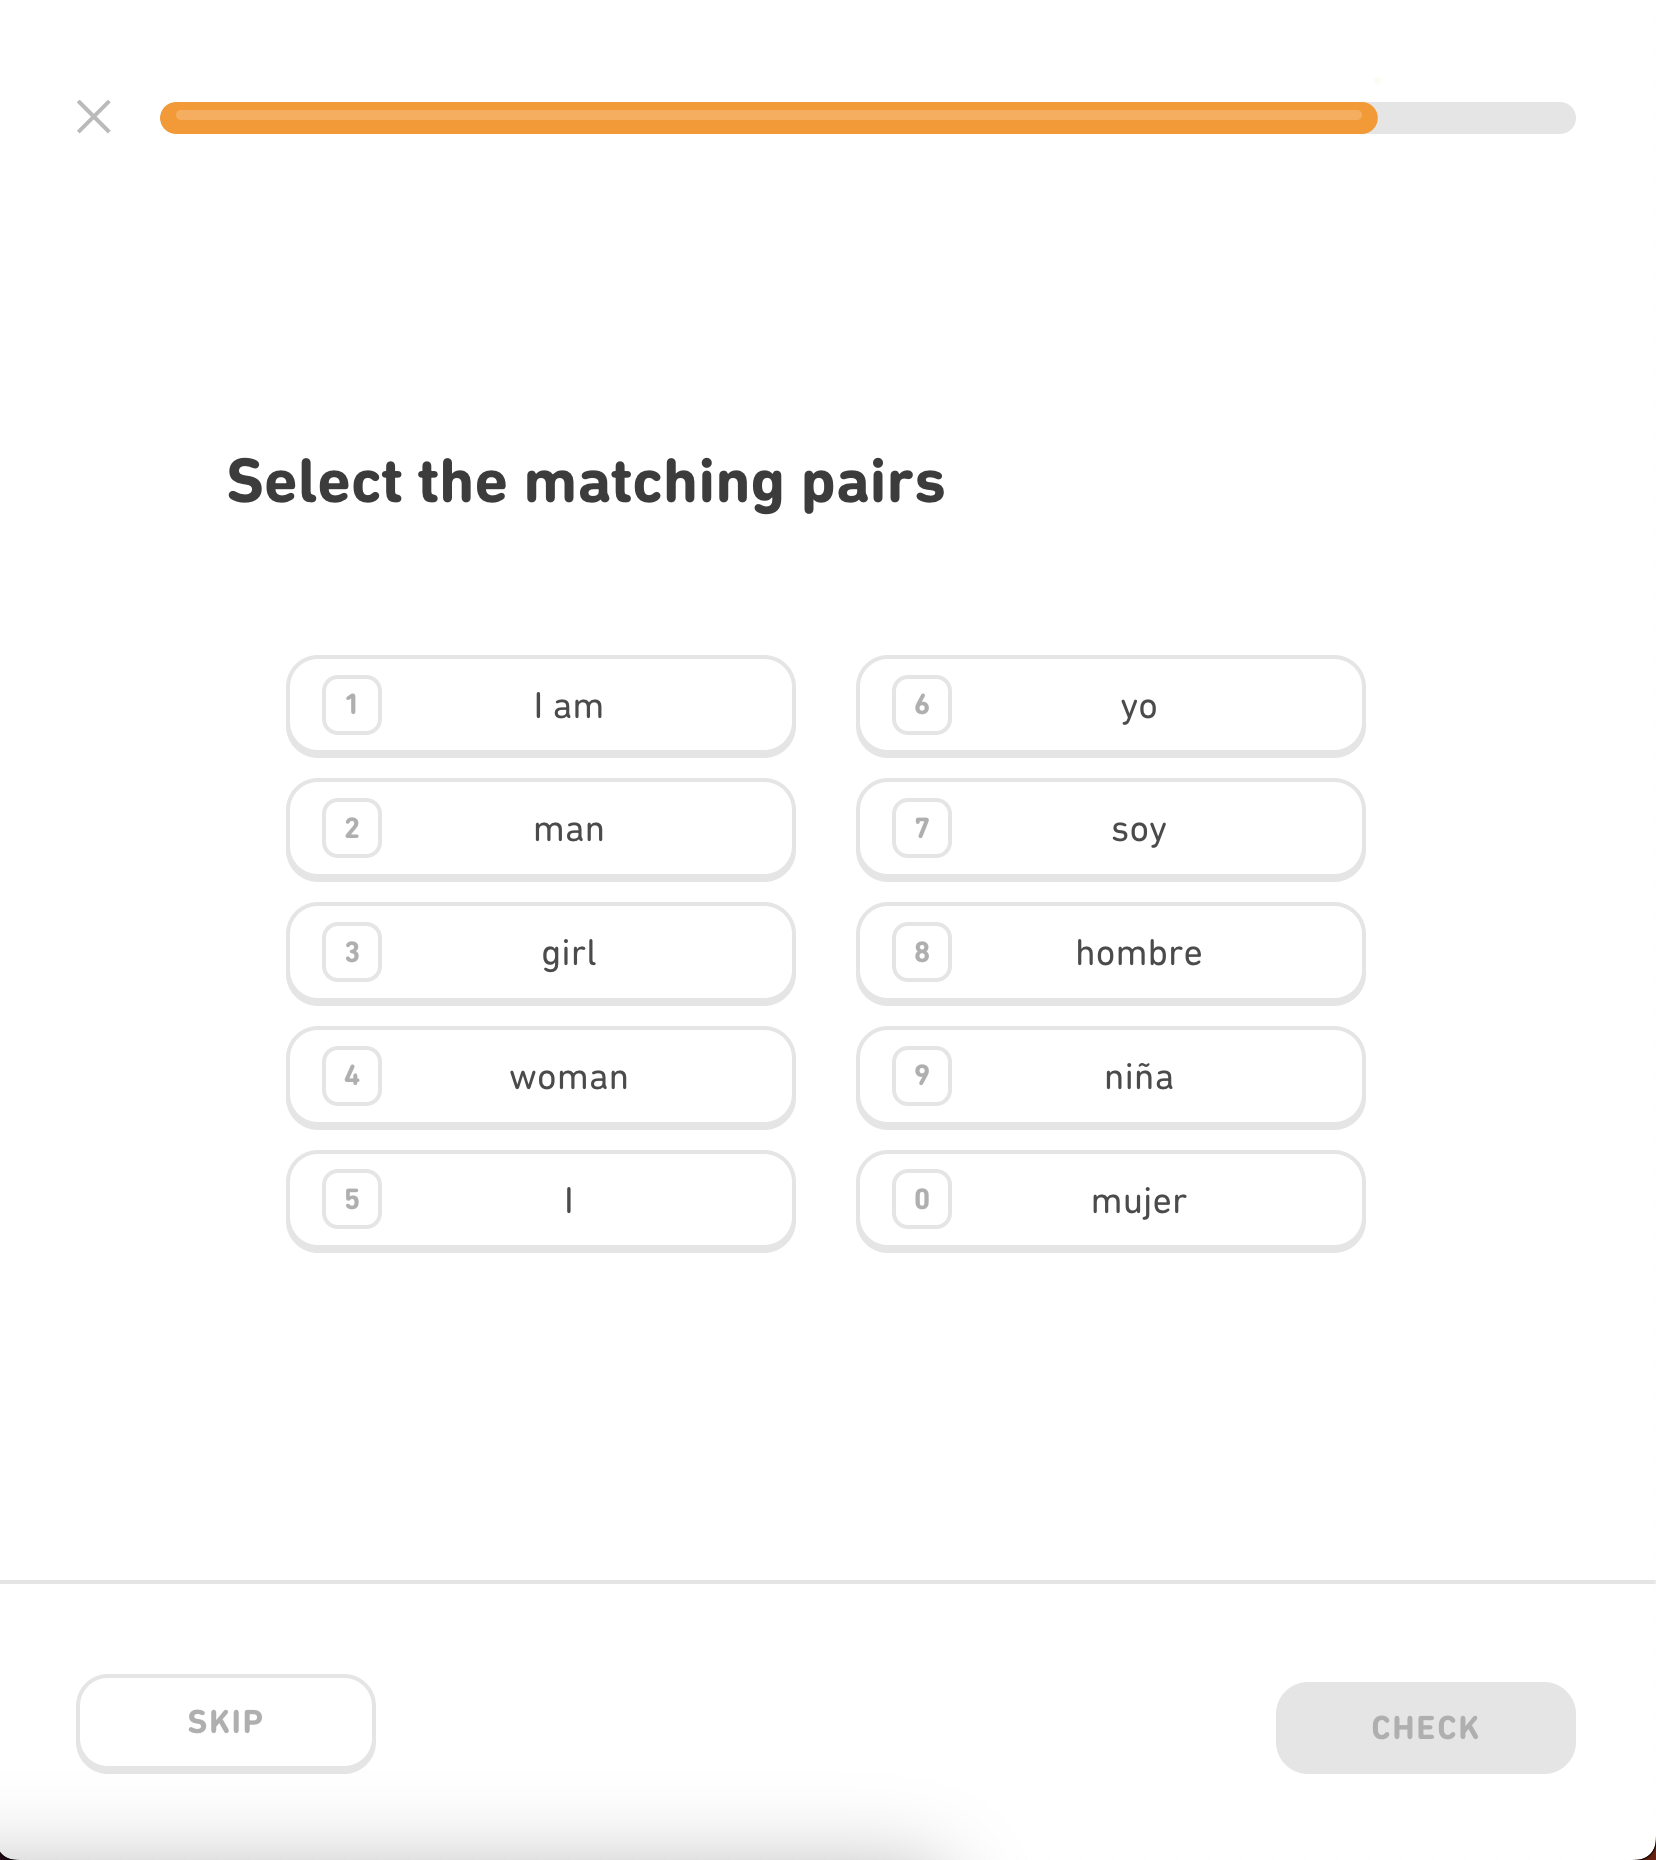 Select the matching pairs
1 I am
6 yo
2 man
7 soy
3 girl
8 hombre
4 woman
9 niña
5 I
0 mujer
SKIP
CHECK